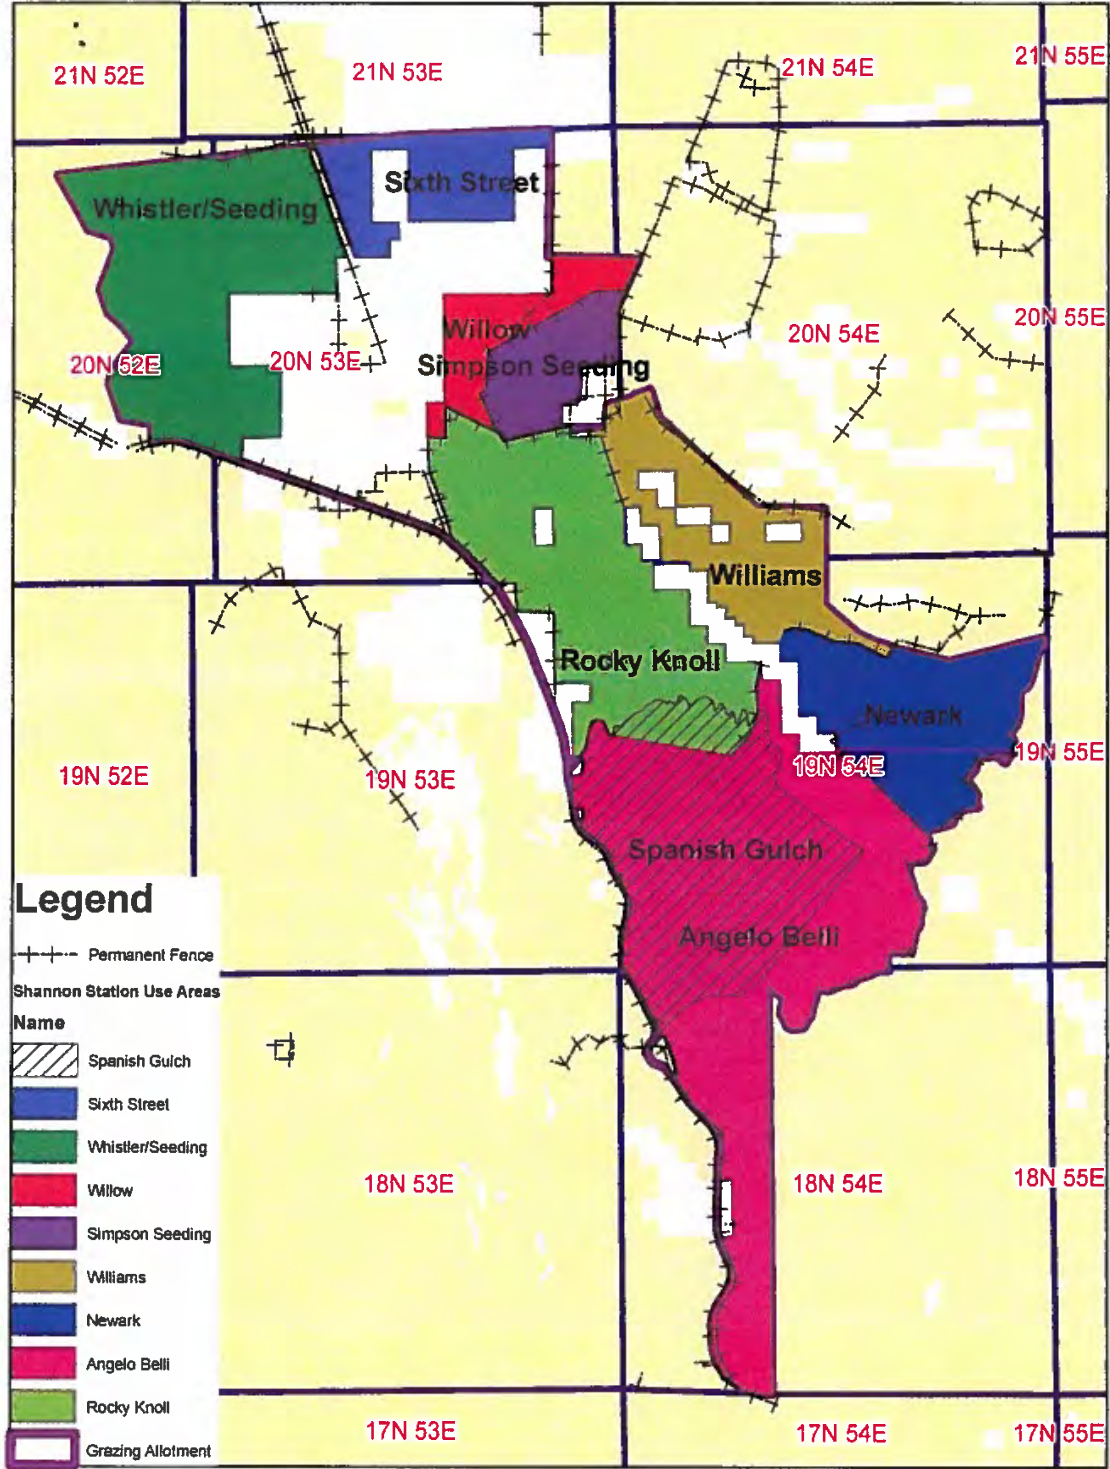 21N 52E
21N 53E
21N 54E
21N 55E
Sixth Street
Whistler/Seeding
Willow
Simpson Seeding
20N 52E
20N 53E
20N 54E
20N 55E
Williams
Rocky Knoll
Newark
19N 52E
19N 53E
19N 54E
19N 55E
Spanish Gulch
Angelo Belli
18N 53E
18N 54E
18N 55E
17N 53E
17N 54E
17N 55E
Legend
Permanent Fence
Shannon Station Use Areas
Name
Spanish Gulch
Sixth Street
Whistler/Seeding
Willow
Simpson Seeding
Williams
Newark
Angelo Belli
Rocky Knoll
Grazing Allotment